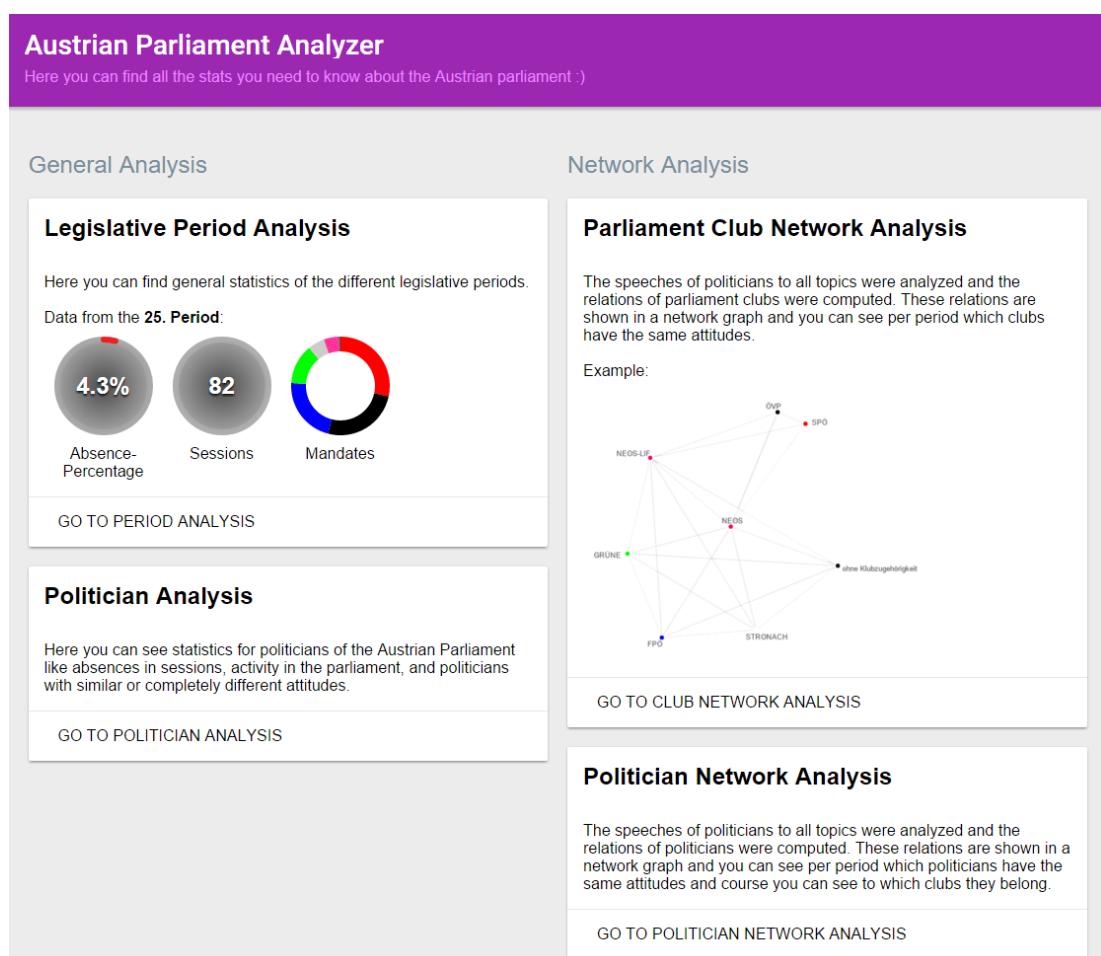 Austrian Parliament Analyzer
Here you can find all the stats you need to know about the Austrian parliament :)
General Analysis
Legislative Period Analysis
Here you can find general statistics of the different legislative periods.
Data from the 25. Period:
4.3%
82
Absence-
Percentage
Sessions
Mandates
GO TO PERIOD ANALYSIS
Politician Analysis
Here you can see statistics for politicians of the Austrian Parliament
like absences in sessions, activity in the parliament, and politicians
with similar or completely different attitudes.
GO TO POLITICIAN ANALYSIS
Network Analysis
Parliament Club Network Analysis
The speeches of politicians to all topics were analyzed and the
relations of parliament clubs were computed. These relations are
shown in a network graph and you can see per period which clubs
have the same attitudes.
Example:
ÖVP
SPÖ
NEOS-LIF
NEOS
GRÜNE
ohne Klubzugehörigkeit
STRONACH
FPÖ
GO TO CLUB NETWORK ANALYSIS
Politician Network Analysis
The speeches of politicians to all topics were analyzed and the
relations of politicians were computed. These relations are shown in a
network graph and you can see per period which politicians have the
same attitudes and course you can see to which clubs they belong.
GO TO POLITICIAN NETWORK ANALYSIS